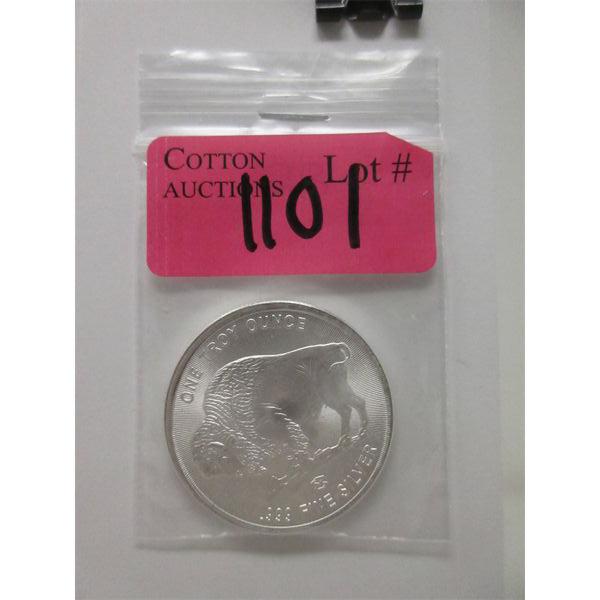 COTTON
AUCTIONS
Lot #
1101
ONE TROY OUNCE
.999 FINE SILVER